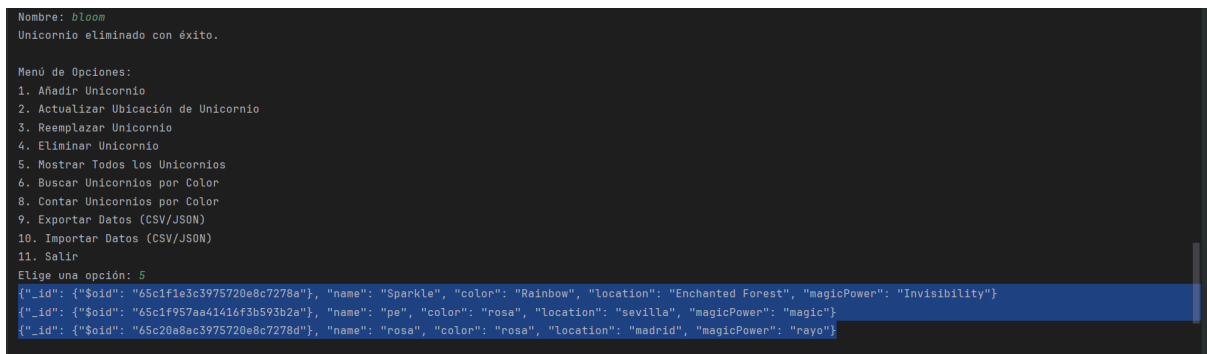 Nombre: bloom
Unicornio eliminado con éxito.
Menú de Opciones:
1. Añadir Unicornio
2. Actualizar Ubicación de Unicornio
3. Reemplazar Unicornio
4. Eliminar Unicornio
5. Mostrar Todos los Unicornios
6. Buscar Unicornios por Color
8. Contar Unicornios por Color
9. Exportar Datos (CSV/JSON)
10. Importar Datos (CSV/JSON)
11. Salir
Elige una opción: 5
{"_id": {"$oid": "65c1f1e3c3975720e8c7278a"}, "name": "Sparkle", "color": "Rainbow", "location": "Enchanted Forest", "magicPower": "Invisibility"}
{"_id": {"$oid": "65c1f957aa41416f3b593b2a"}, "name": "pe", "color": "rosa", "location": "sevilla", "magicPower": "magic"}
{"_id": {"$oid": "65c20a8ac3975720e8c7278d"}, "name": "rosa", "color": "rosa", "location": "madrid", "magicPower": "rayo"}